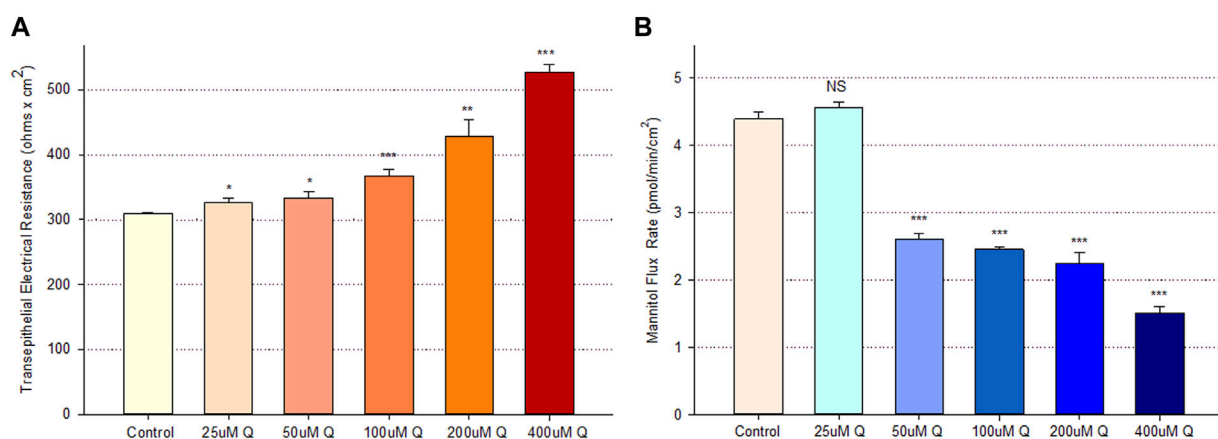 A
Transepithelial Electrical Resistance (ohms x cm2)
500
400
300
200
100
0
*
*
***
**
***
Control
25uM Q
50uM Q
100uM Q
200uM Q
400uM Q
B
Mannitol Flux Rate (pmol/min/cm2)
5
4
3
2
1
0
NS
***
***
***
***
Control
25uM Q
50uM Q
100uM Q
200uM Q
400uM Q